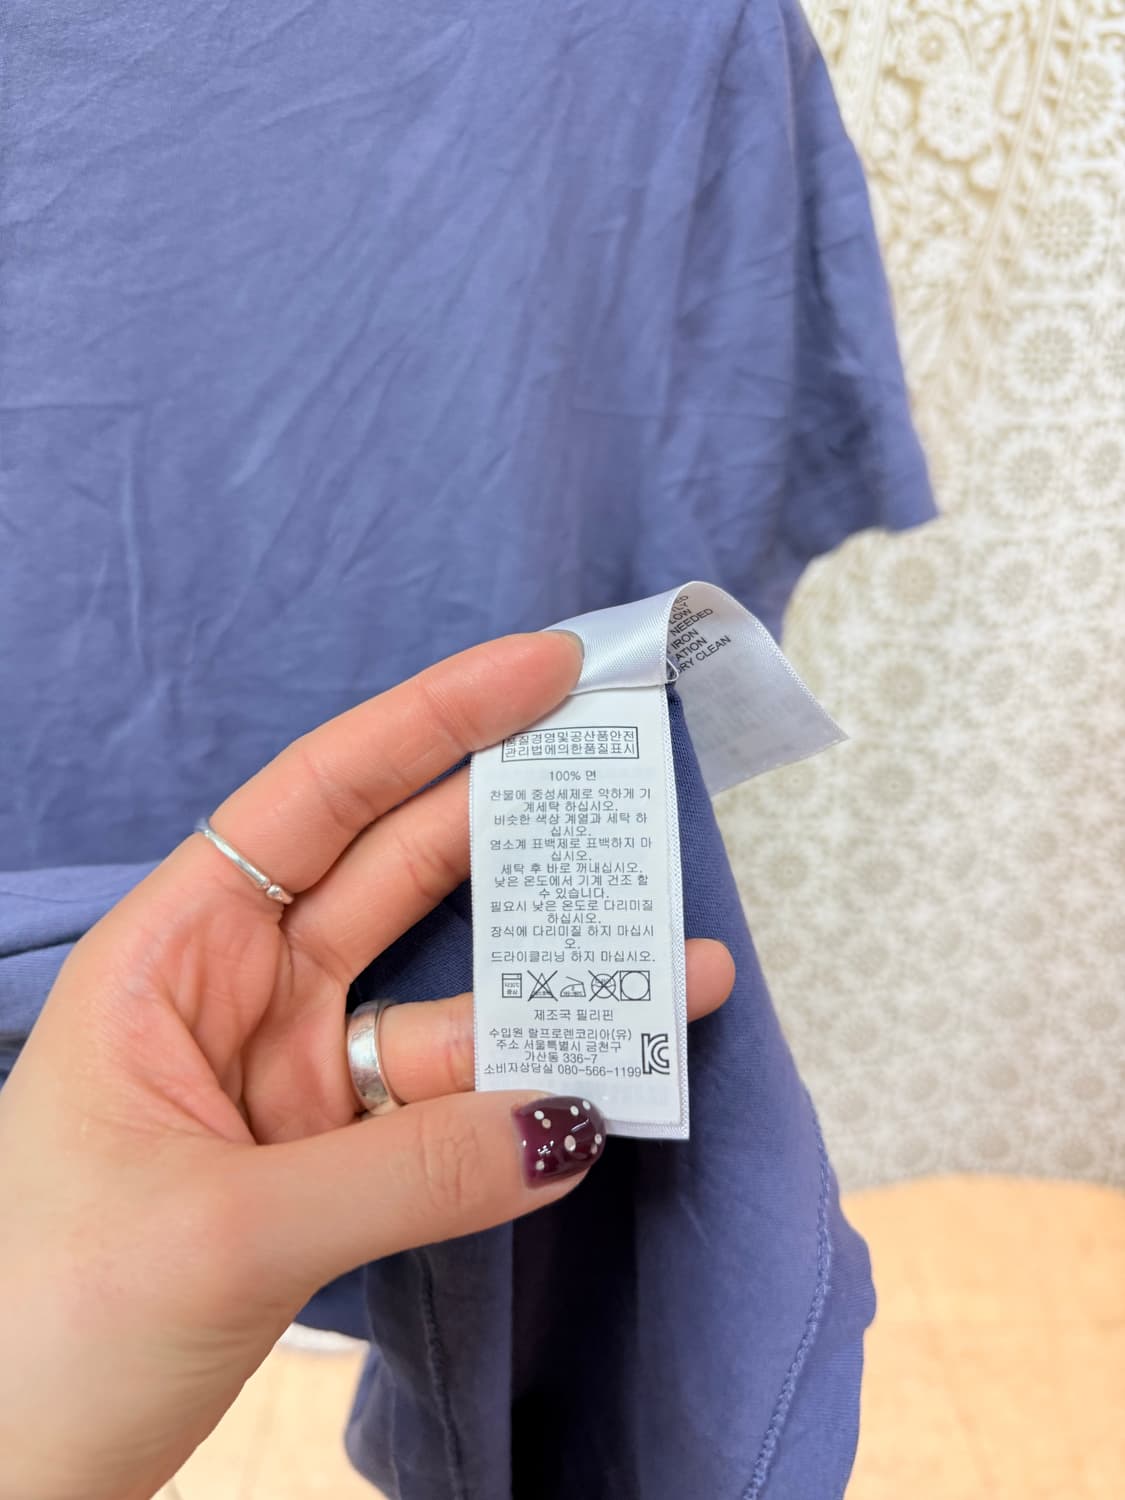 LOW
NEEDED
IRON
DRY CLEAN
품질경영및공산품안전
관리법에의한품질표시
100% 면
찬물에 중성세제로 약하게 기
계세탁 하십시오.
비슷한 색상 계열과 세탁 하
십시오.
염소계 표백제로 표백하지 마
십시오.
세탁 후 바로 꺼내십시오.
낮은 온도에서 기계 건조 할
수 있습니다.
필요시 낮은 온도로 다리미질
하십시오.
장식에 다리미질 하지 마십시
오.
드라이클리닝 하지 마십시오.
제조국 필리핀
수입원 랄프로렌코리아(유)
주소 서울특별시 금천구
가산동 336-7
소비자상담실 080-566-1199